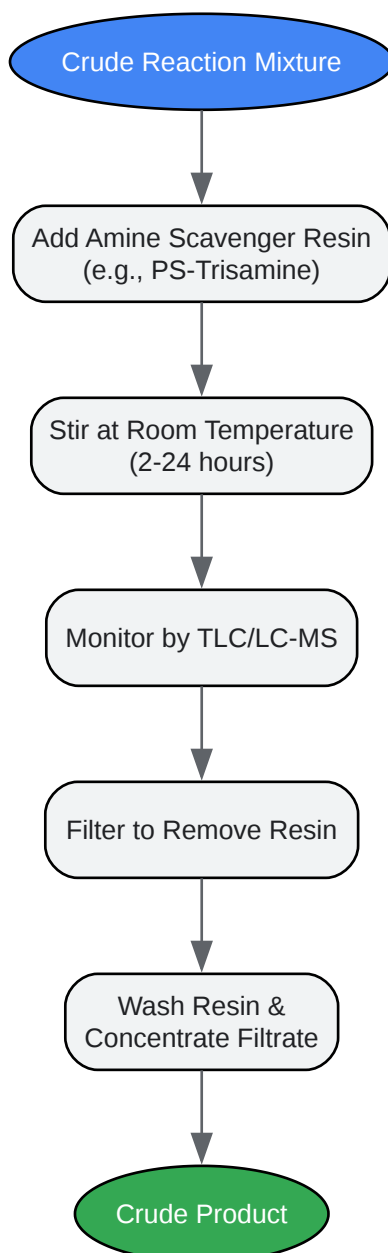 Crude Reaction Mixture
Add Amine Scavenger Resin
(e.g., PS-Trisamine)
Stir at Room Temperature
(2-24 hours)
Monitor by TLC/LC-MS
Filter to Remove Resin
Wash Resin &
Concentrate Filtrate
Crude Product